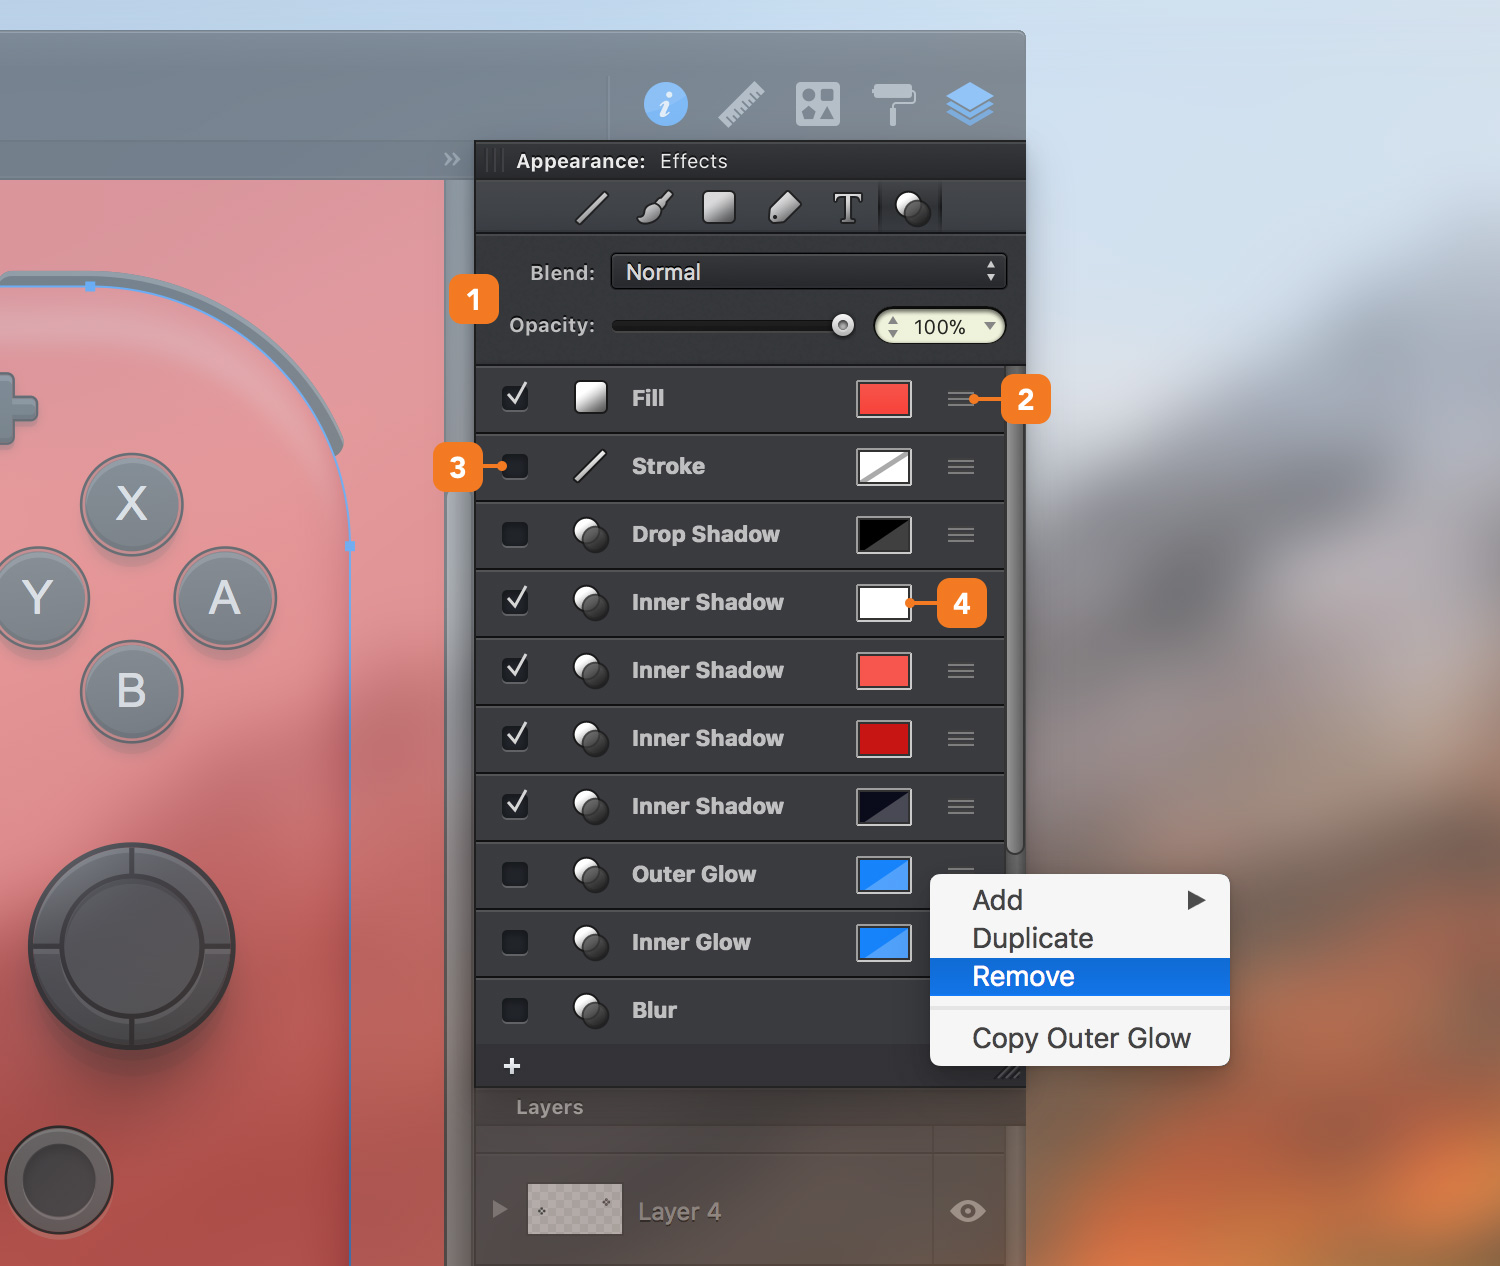 Appearance: Effects
T
Blend: Normal
1
Opacity: 100%
Fill
2
3
Stroke
X
Drop Shadow
Y
A
Inner Shadow
4
B
Inner Shadow
Inner Shadow
Inner Shadow
Outer Glow
Inner Glow
Blur
Add
Duplicate
Remove
Copy Outer Glow
+
Layers
Layer 4